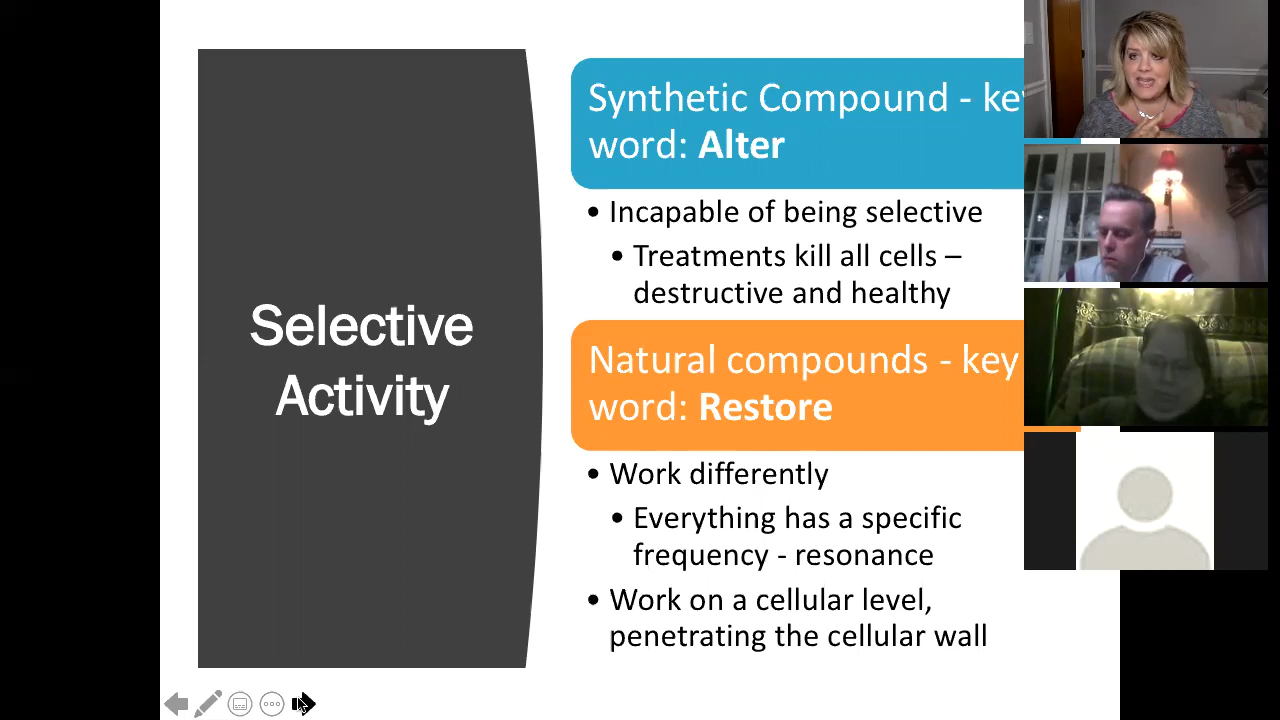 Selective
Activity
Synthetic Compound - key
word: Alter
• Incapable of being selective
• Treatments kill all cells –
destructive and healthy
Natural compounds - key
word: Restore
• Work differently
• Everything has a specific
frequency - resonance
• Work on a cellular level,
penetrating the cellular wall